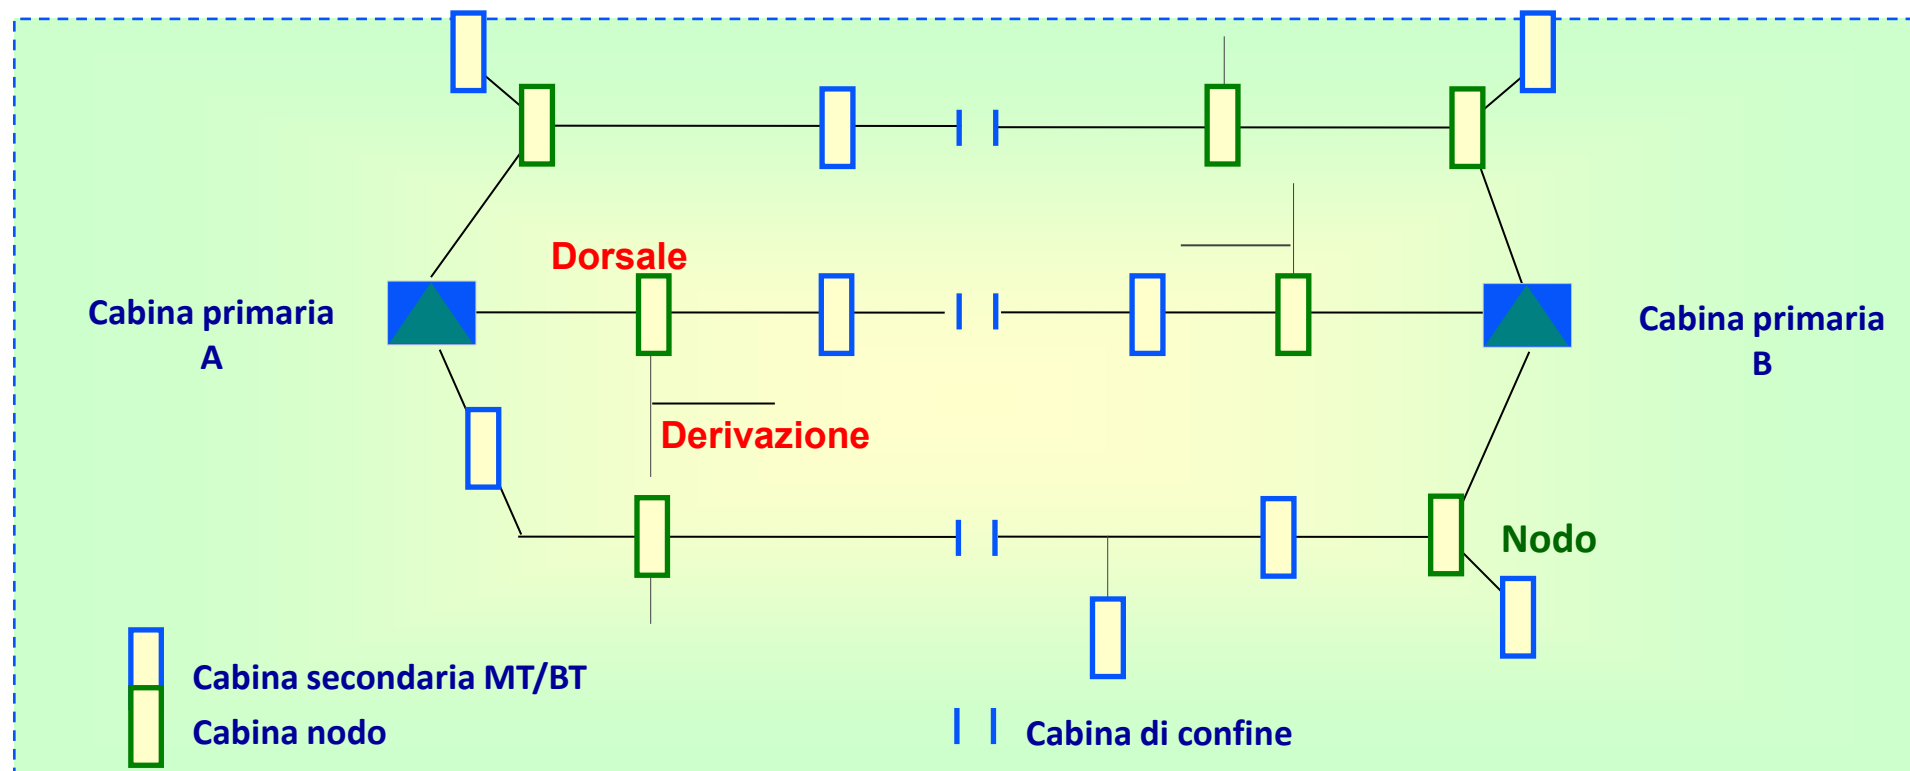 Dorsale
Cabina primaria
A
Cabina primaria
B
Derivazione
Nodo
Cabina secondaria MT/BT
Cabina nodo
Cabina di confine